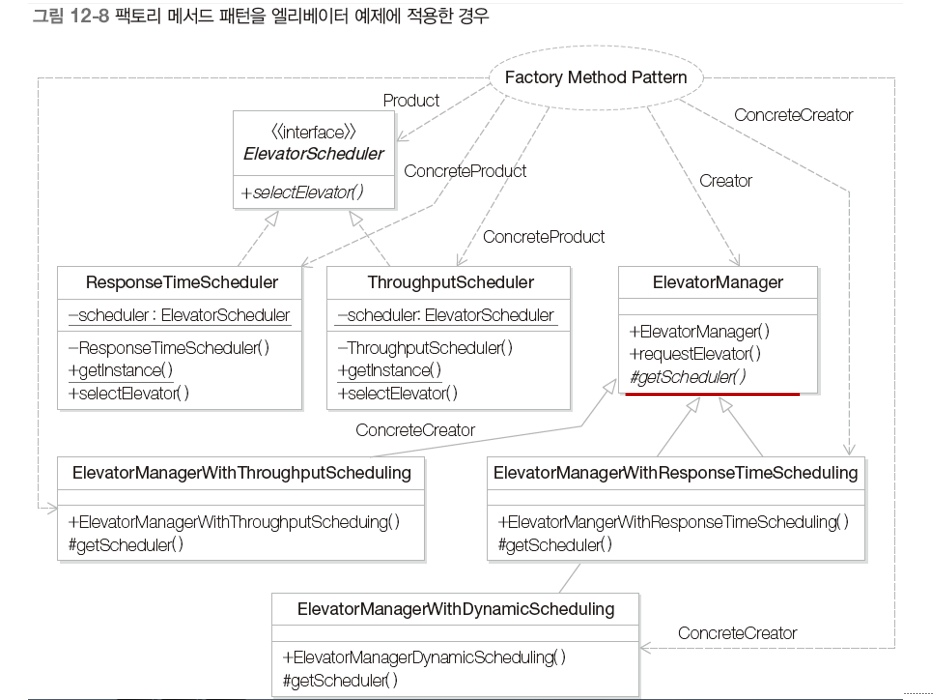 그림 12-8 팩토리 메서드 패턴을 엘리베이터 예제에 적용한 경우
Factory Method Pattern
Product
ConcreteCreator
《interface》
ElevatorScheduler
+selectElevator()
ConcreteProduct
Creator
ConcreteProduct
ResponseTimeScheduler
-scheduler : ElevatorScheduler
-ResponseTimeScheduler()
+getInstance()
+selectElevator()
ThroughputScheduler
-scheduler: ElevatorScheduler
-ThroughputScheduler()
+getInstance()
+selectElevator()
ElevatorManager
+ElevatorManager()
+requestElevator()
#getScheduler()
ConcreteCreator
ElevatorManagerWithThroughputScheduling
+ElevatorManagerWithThroughputScheduing()
#getScheduler()
ElevatorManagerWithResponseTimeScheduling
+ElevatorMangerWithResponseTimeScheduling()
#getScheduler()
ElevatorManagerWithDynamicScheduling
+ElevatorManagerDynamicScheduling()
#getScheduler()
ConcreteCreator